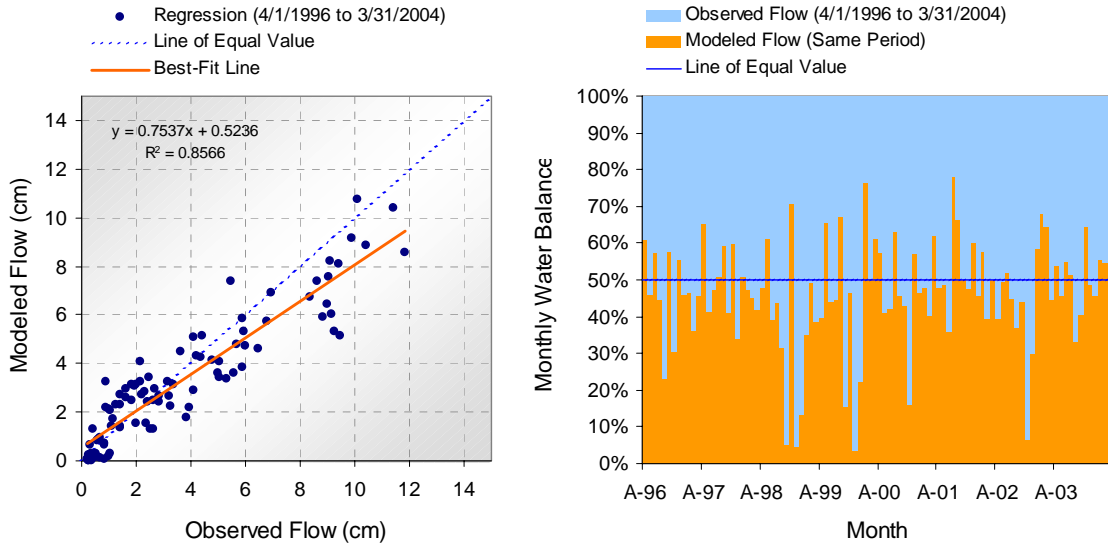 Regression (4/1/1996 to 3/31/2004)
Line of Equal Value
Best-Fit Line
y = 0.7537x + 0.5236
R² = 0.8566
Modeled Flow (cm)
14
12
10
8
6
4
2
0
0 2 4 6 8 10 12 14
Observed Flow (cm)
Observed Flow (4/1/1996 to 3/31/2004)
Modeled Flow (Same Period)
Line of Equal Value
Monthly Water Balance
100%
90%
80%
70%
60%
50%
40%
30%
20%
10%
0%
A-96 A-97 A-98 A-99 A-00 A-01 A-02 A-03
Month